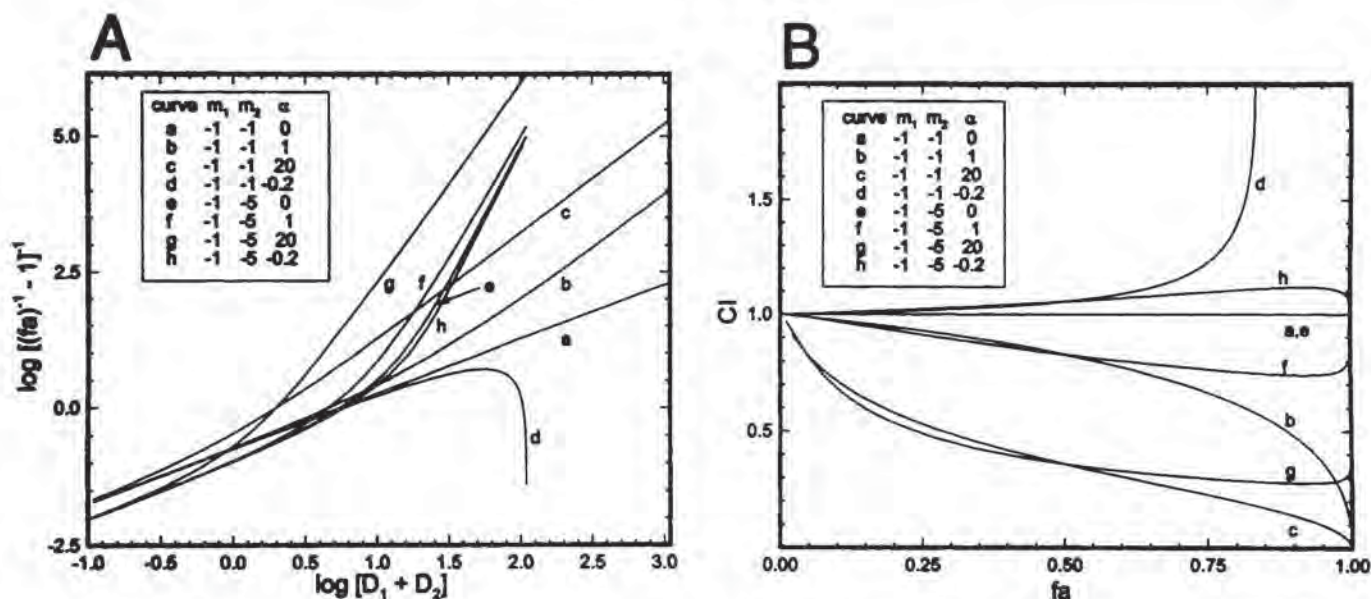 A
curve m₁ m₂ α
a -1 -1 0
b -1 -1 1
c -1 -1 20
d -1 -1 -0.2
e -1 -5 0
f -1 -5 1
g -1 -5 20
h -1 -5 -0.2
5.0
2.5
0.0
-2.5
log [(fa)⁻¹ - 1]⁻¹
g
f
c
e
b
h
a
d
-1.0 -0.5 0.0 0.5 1.0 1.5 2.0 2.5 3.0
log [D₁ + D₂]
B
curve m₁ m₂ α
a -1 -1 0
b -1 -1 1
c -1 -1 20
d -1 -1 -0.2
e -1 -5 0
f -1 -5 1
g -1 -5 20
h -1 -5 -0.2
1.5
1.0
0.5
CI
d
h
a,e
f
b
g
c
0.00 0.25 0.50 0.75 1.00
fa